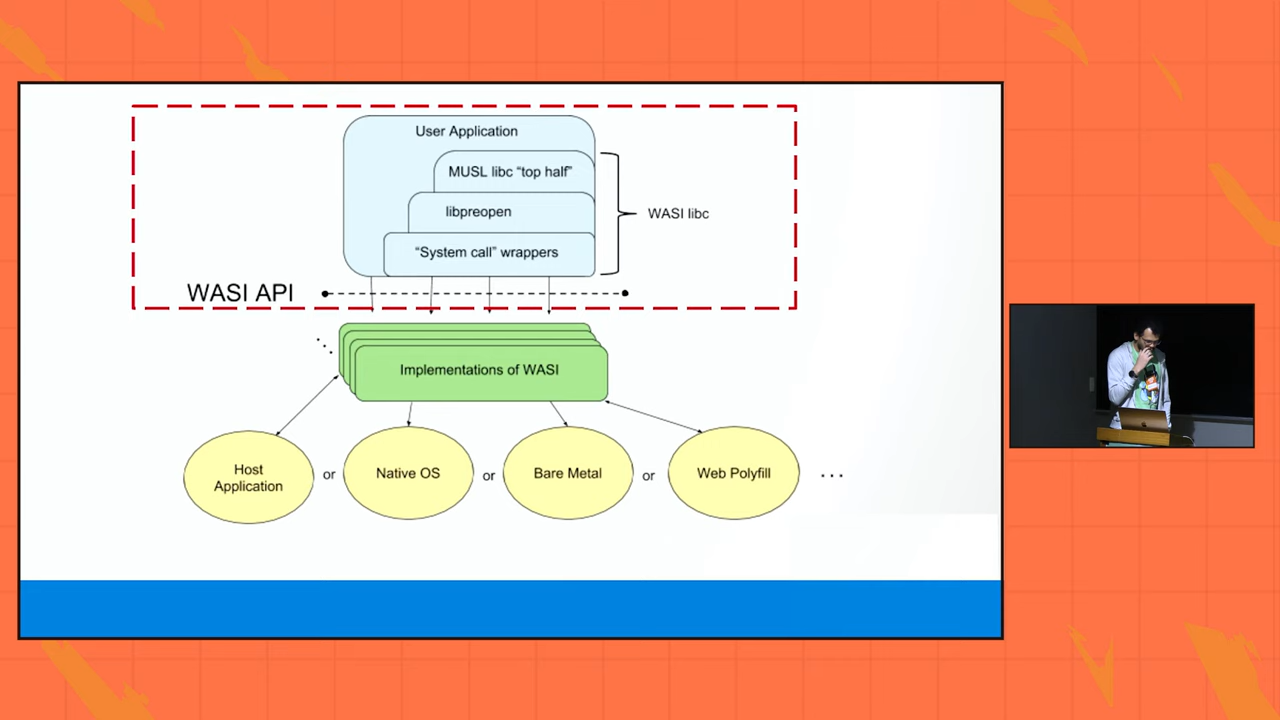 User Application
MUSL libc “top half”
libpreopen
“System call” wrappers
WASI libc
WASI API
Implementations of WASI
Host
Application
or
Native OS
or
Bare Metal
or
Web Polyfill
...